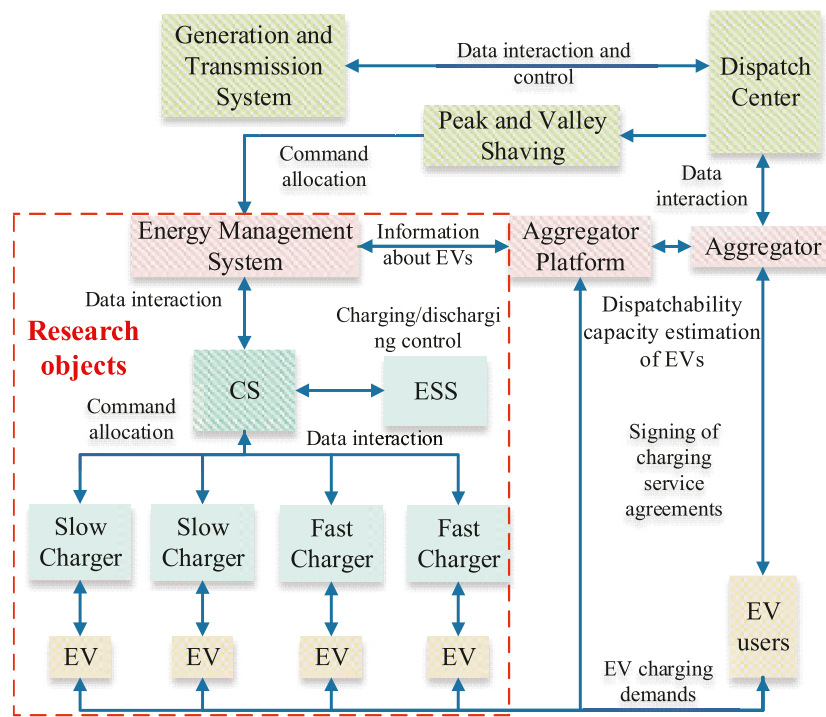 Generation and
Transmission
System
Data interaction and
control
Dispatch
Center
Peak and Valley
Shaving
Command
allocation
Data
interaction
Energy Management
System
Information
about EVs
Aggregator
Platform
Aggregator
Data interaction
Research
objects
Charging/dischargi
ng control
Dispatchability
capacity estimation
of EVs
CS
ESS
Command
allocation
Data interaction
Signing of
charging
service
agreements
Slow
Charger
Slow
Charger
Fast
Charger
Fast
Charger
EV
users
EV
EV
EV
EV
EV charging
demands